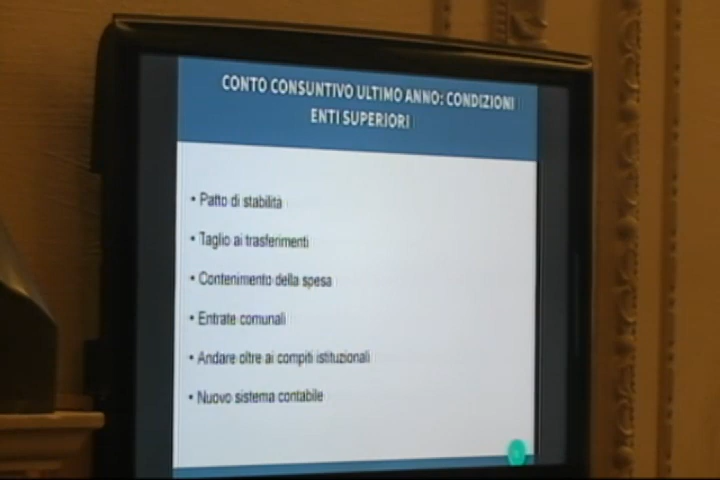 CONTO CONSUNTIVO ULTIMO ANNO: CONDIZIONI
ENTI SUPERIORI
• Patto di stabilità
• Taglio ai trasferimenti
• Contenimento della spesa
• Entrate comunali
• Andare oltre ai compiti istituzionali
• Nuovo sistema contabile